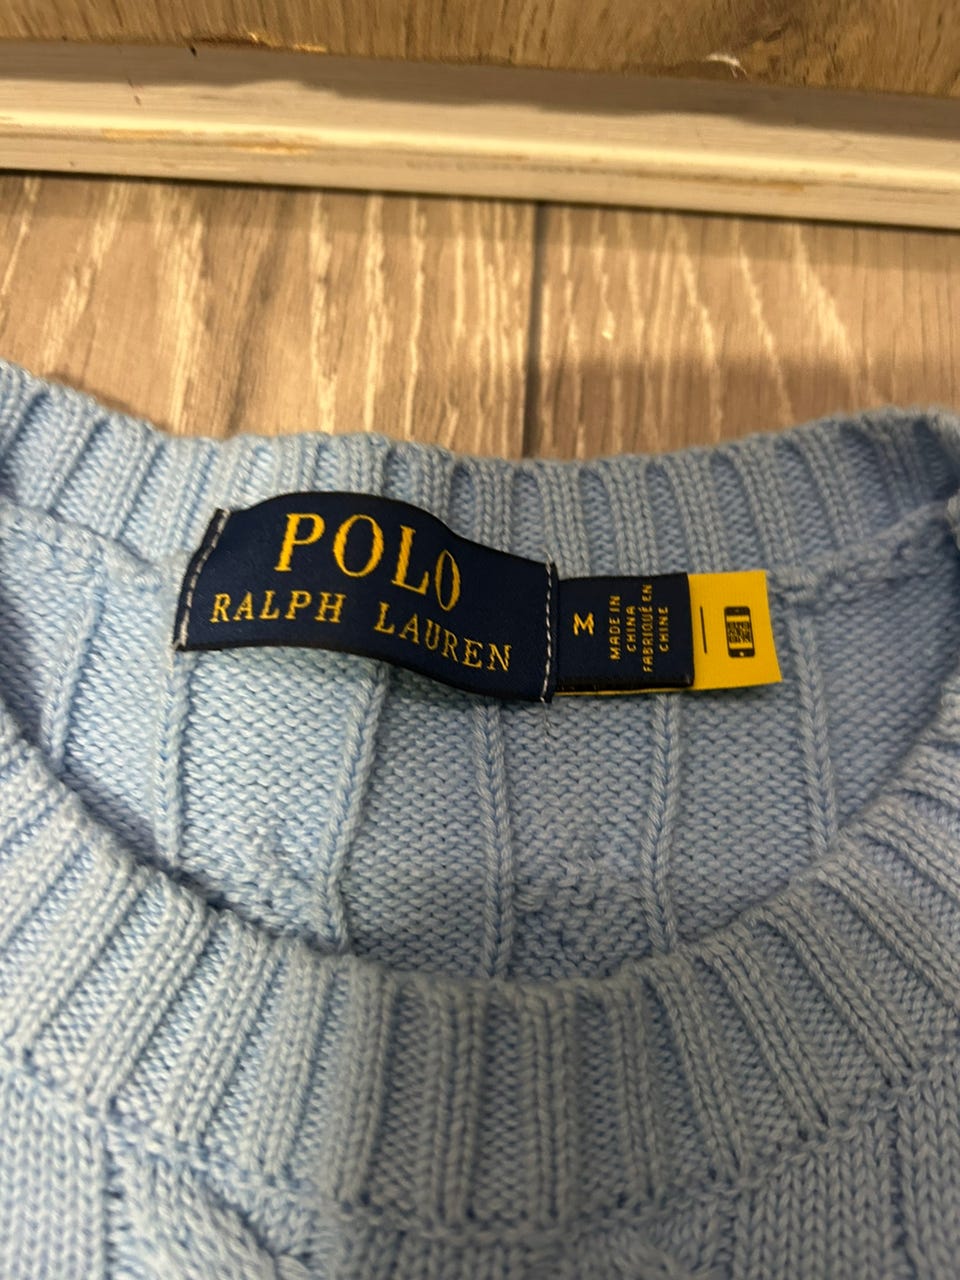 POLO
RALPH LAUREN
M
MADE IN
CHINA
FABRIQUÉ EN
CHINE